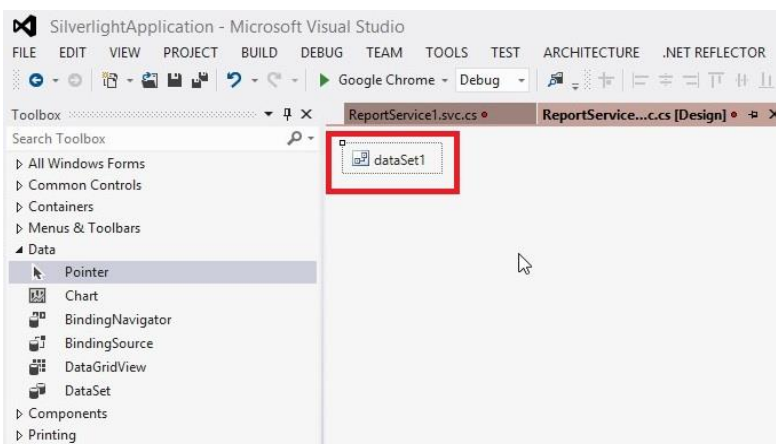 SilverlightApplication - Microsoft Visual Studio
FILE EDIT VIEW PROJECT BUILD DEBUG TEAM TOOLS TEST ARCHITECTURE .NET REFLECTOR
Google Chrome Debug
Toolbox
ReportService1.svc.cs
ReportService...c.cs [Design]
Search Toolbox
dataSet1
All Windows Forms
Common Controls
Containers
Menus & Toolbars
Data
Pointer
Chart
BindingNavigator
BindingSource
DataGridView
DataSet
Components
Printing